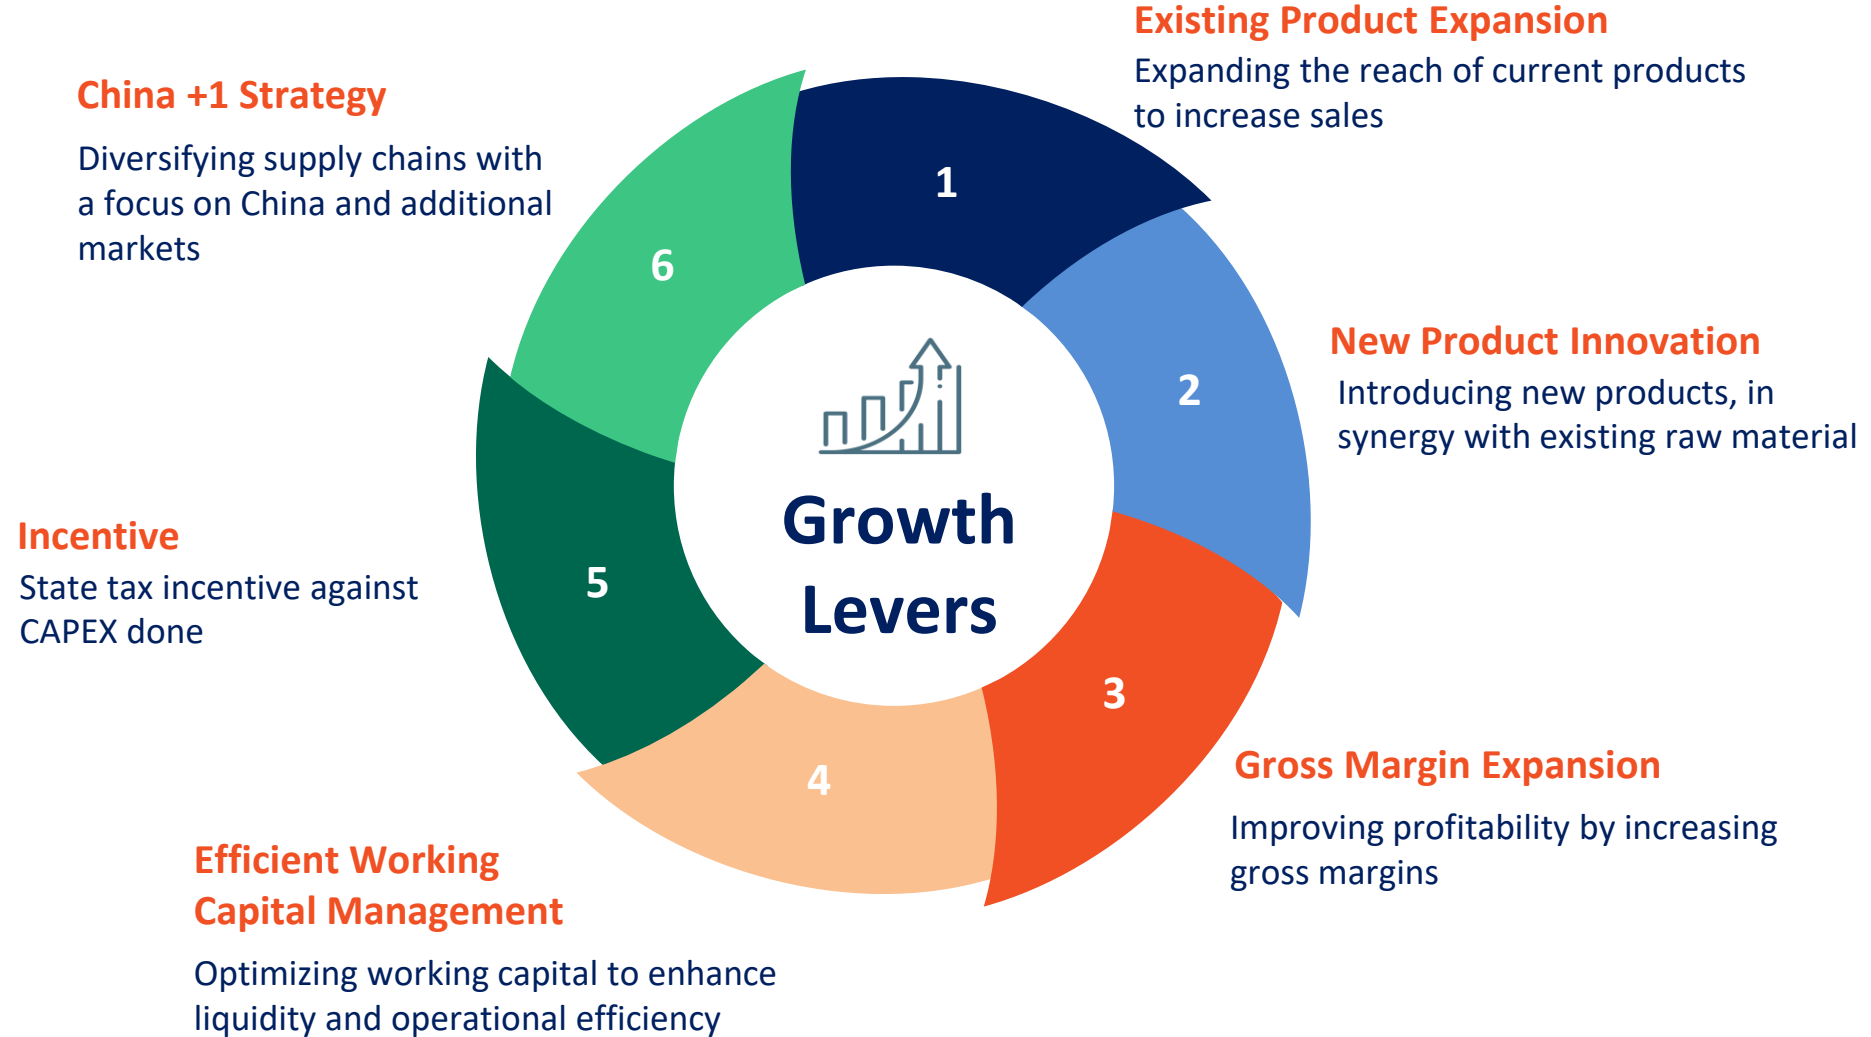 Existing Product Expansion
Expanding the reach of current products
to increase sales
1
New Product Innovation
Introducing new products, in
synergy with existing raw material
2
Gross Margin Expansion
Improving profitability by increasing
gross margins
3
Efficient Working
Capital Management
Optimizing working capital to enhance
liquidity and operational efficiency
4
Incentive
State tax incentive against
CAPEX done
5
China +1 Strategy
Diversifying supply chains with
a focus on China and additional
markets
6
Growth
Levers